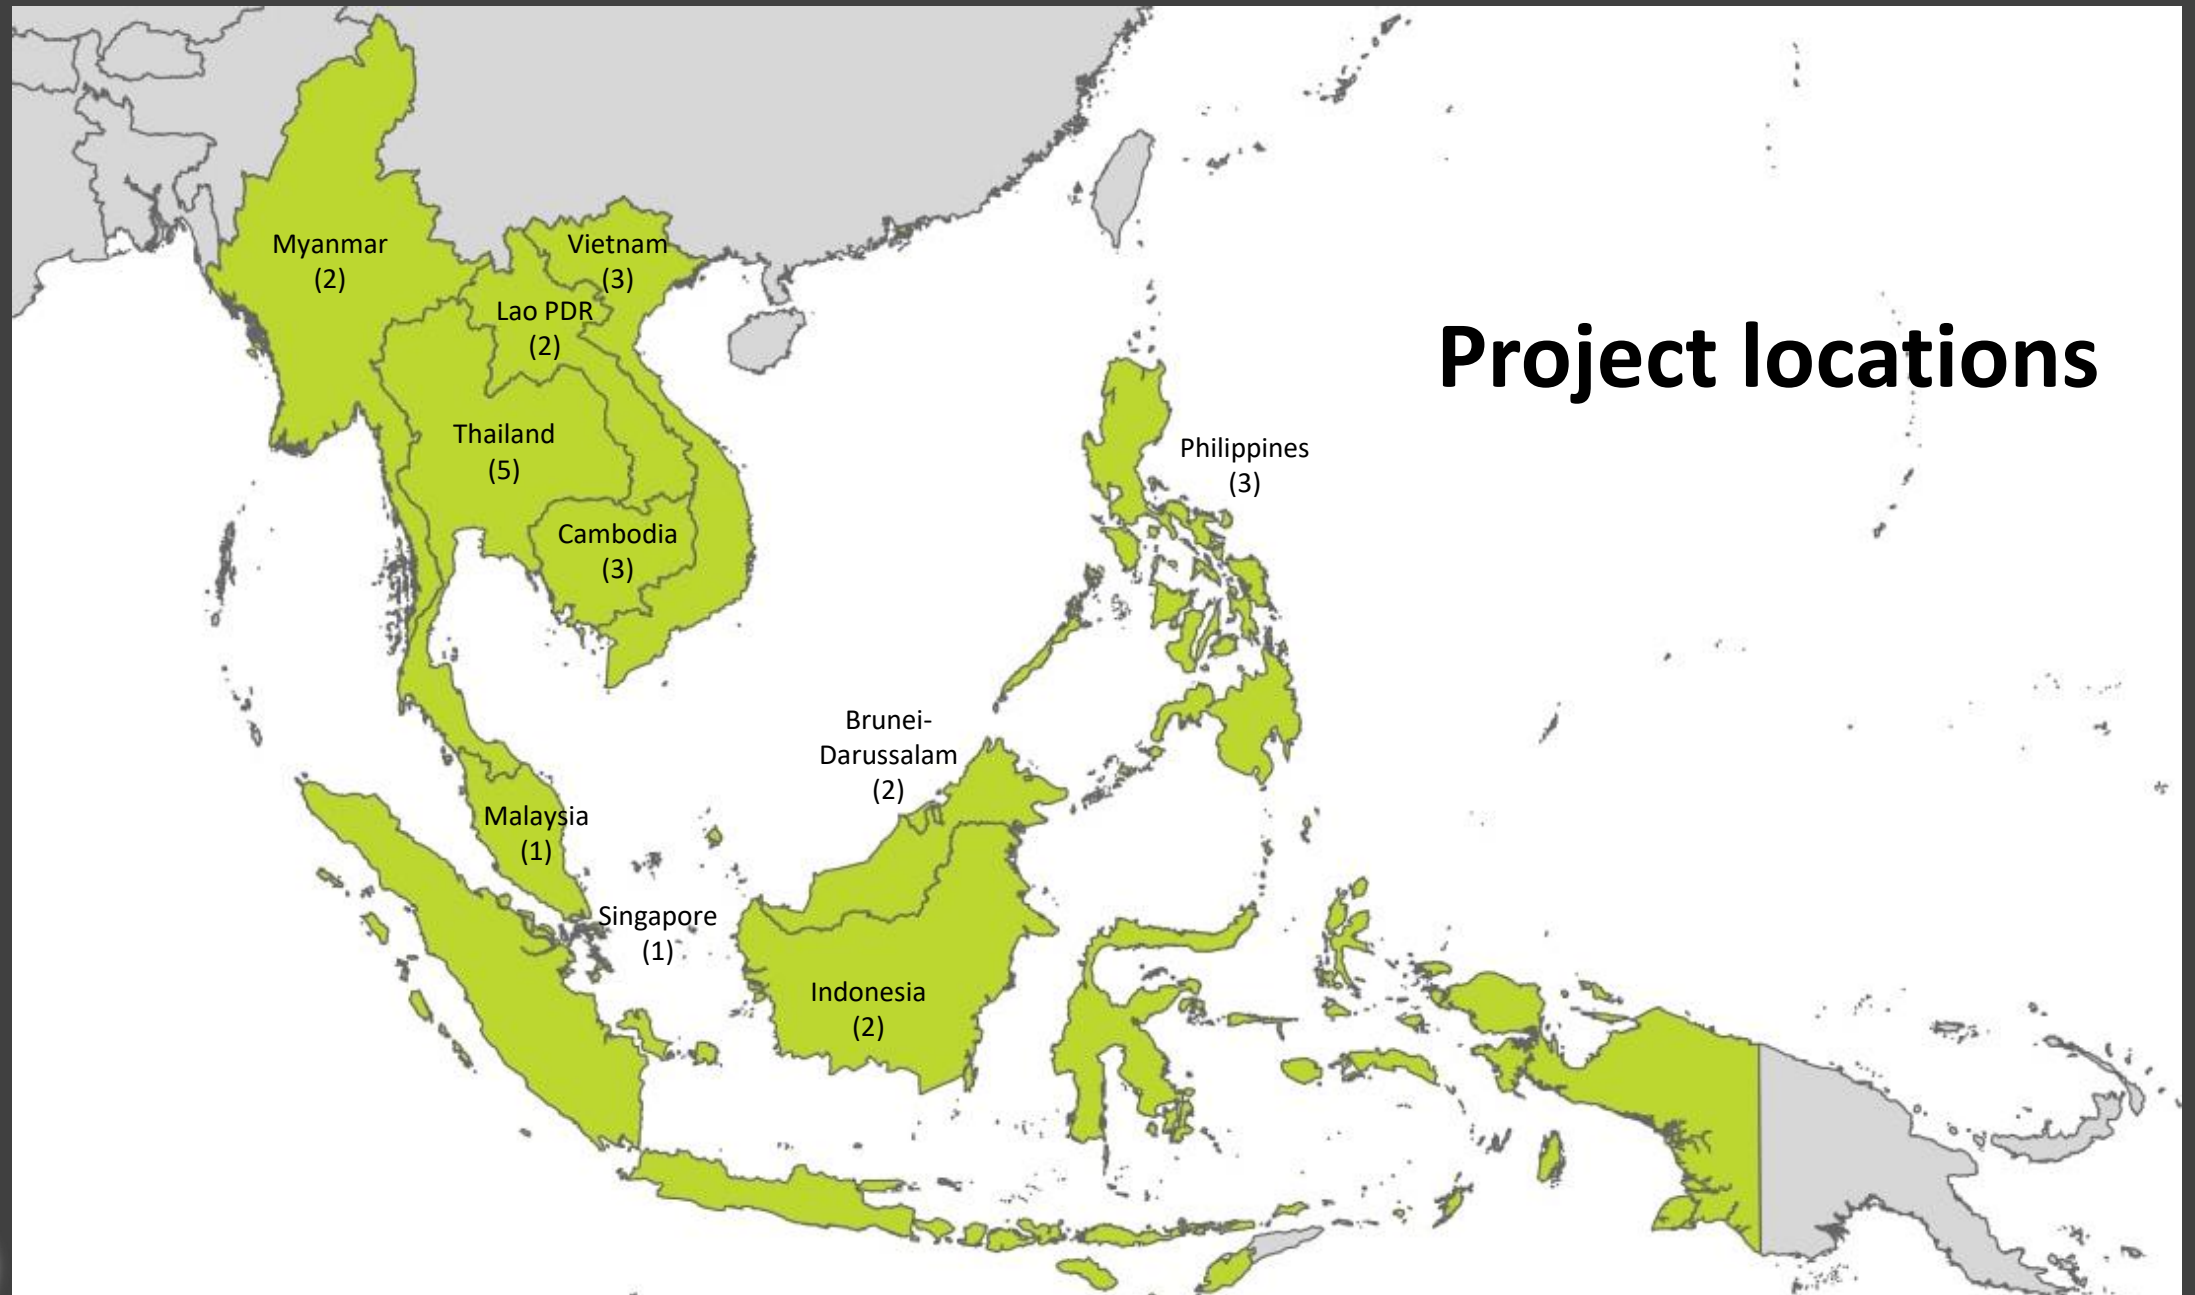 Project locations
Myanmar
(2)
Vietnam
(3)
Lao PDR
(2)
Thailand
(5)
Philippines
(3)
Cambodia
(3)
Brunei-
Darussalam
(2)
Malaysia
(1)
Singapore
(1)
Indonesia
(2)